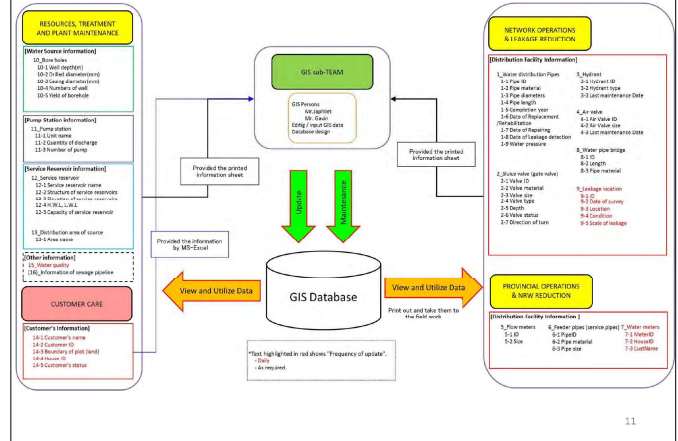 RESOURCES, TREATMENT
AND PLANT MAINTENANCE
[Water Source information]
10_Bore holes
10-1 Well depth(m)
10-2 Drilled diameter(mm)
10-3 Casing diameter(mm)
10-4 Numbers of well
10-5 Yield of borehole
[Pump Station information]
11_Pump station
11-1 Unit name
11-2 Quantity of discharge
11-3 Number of pump
[Service Reservoir information]
12_Service reservoir
12-1 Service reservoir name
12-2 Structure of service reservoirs
12-3 Elevation of service reservoirs
12-4 H.W.L, L.W.L
12-5 Capacity of service reservoir
13_Distribution area of source
13-1 Area name
[Other information]
15_Water quality
(16)_Information of sewage pipeline
CUSTOMER CARE
[Customer's information]
14-1 Customer's name
14-2 Customer ID
14-3 Boundary of plot (land)
14-4 House ID
14-5 Customer's status
GIS sub-TEAM
GIS Persons
Mr.Japhlet
Mr. Gavin
Editig / input GIS data
Database design
Provided the printed
information sheet
Provided the information
by MS-Excel
Provided the printed
information sheet
Update
Maintenance
View and Utilize Data
GIS Database
View and Utilize Data
Print out and take them to
the field work
*Text highlighted in red shows "Frequency of update".
- Daily
- As required.
NETWORK OPERATIONS
& LEAKAGE REDUCTION
[Distribution Facility Information]
1_Water distribution Pipes
1-1 Pipe ID
1-2 Pipe material
1-3 Pipe diameters
1-4 Pipe length
1-5 Completion year
1-6 Date of Replacement
/Rehabilitation
1-7 Date of Repairing
1-8 Date of Leakage detection
1-9 Water pressure
2_Sluice valve (gate valve)
2-1 Valve ID
2-2 Valve material
2-3 Valve size
2-4 Valve type
2-5 Depth
2-6 Valve status
2-7 Direction of turn
3_Hydrant
3-1 Hydrant ID
3-2 Hydrant type
3-3 Last maintenance Date
4_Air valve
4-1 Air valve ID
4-2 Air valve size
4-3 Last maintenance Date
8_Water pipe bridge
8-1 ID
8-2 Length
8-3 Pipe material
9_Leakage location
9-1 ID
9-2 Date of survey
9-3 Location
9-4 Condition
9-5 Scale of leakage
PROVINCIAL OPERATIONS
& NRW REDUCTION
[Distribution Facility Information ]
5_Flow meters
5-1 ID
5-2 Size
6_Feeder pipes (service pipes)
6-1 PipeID
6-2 Pipe material
6-3 Pipe size
7_Water meters
7-1 MeterID
7-2 HouseID
7-3 CustName
11